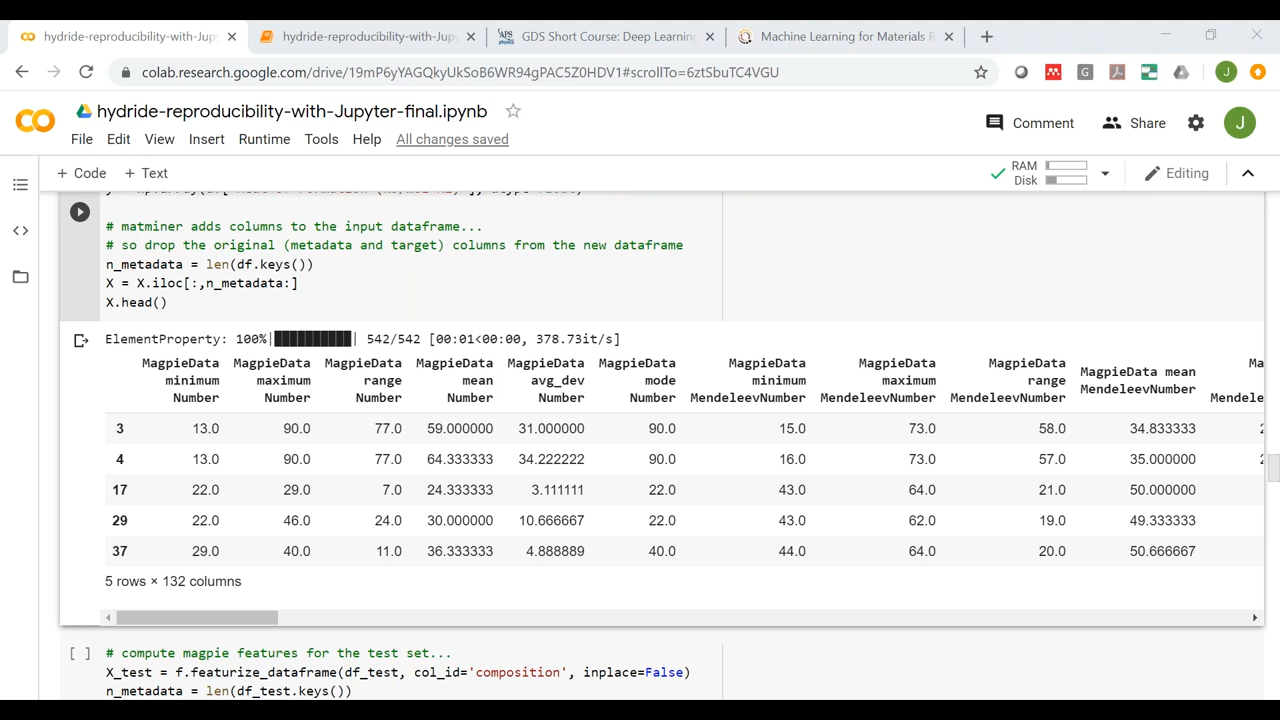 hydride-reproducibility-with-Jup
hydride-reproducibility-with-Jup
GDS Short Course: Deep Learning
Machine Learning for Materials R
colab.research.google.com/drive/19mP6yYAGQkvUkSoB6WR94gPAC5Z0HDV1#scrollTo=6ztSbuTC4VGU
hydride-reproducibility-with-Jupyter-final.ipynb
File Edit View Insert Runtime Tools Help All changes saved
Comment Share J
+ Code + Text
RAM
Disk
Editing
# matminer adds columns to the input dataframe...
# so drop the original (metadata and target) columns from the new dataframe
n_metadata = len(df.keys())
X = X.iloc[:,n_metadata:]
X.head()
ElementProperty: 100%|██████████| 542/542 [00:01<00:00, 378.73it/s]
MagpieData minimum Number MagpieData maximum Number MagpieData range Number MagpieData mean Number MagpieData avg_dev Number MagpieData mode Number MagpieData minimum MendeleevNumber MagpieData maximum MendeleevNumber MagpieData range MendeleevNumber MagpieData mean MendeleevNumber
3 13.0 90.0 77.0 59.000000 31.000000 90.0 15.0 73.0 58.0 34.833333
4 13.0 90.0 77.0 64.333333 34.222222 90.0 16.0 73.0 57.0 35.000000
17 22.0 29.0 7.0 24.333333 3.111111 22.0 43.0 64.0 21.0 50.000000
29 22.0 46.0 24.0 30.000000 10.666667 22.0 43.0 62.0 19.0 49.333333
37 29.0 40.0 11.0 36.333333 4.888889 40.0 44.0 64.0 20.0 50.666667
5 rows × 132 columns
[ ] # compute magpie features for the test set...
X_test = f.featurize_dataframe(df_test, col_id='composition', inplace=False)
n_metadata = len(df_test.keys())